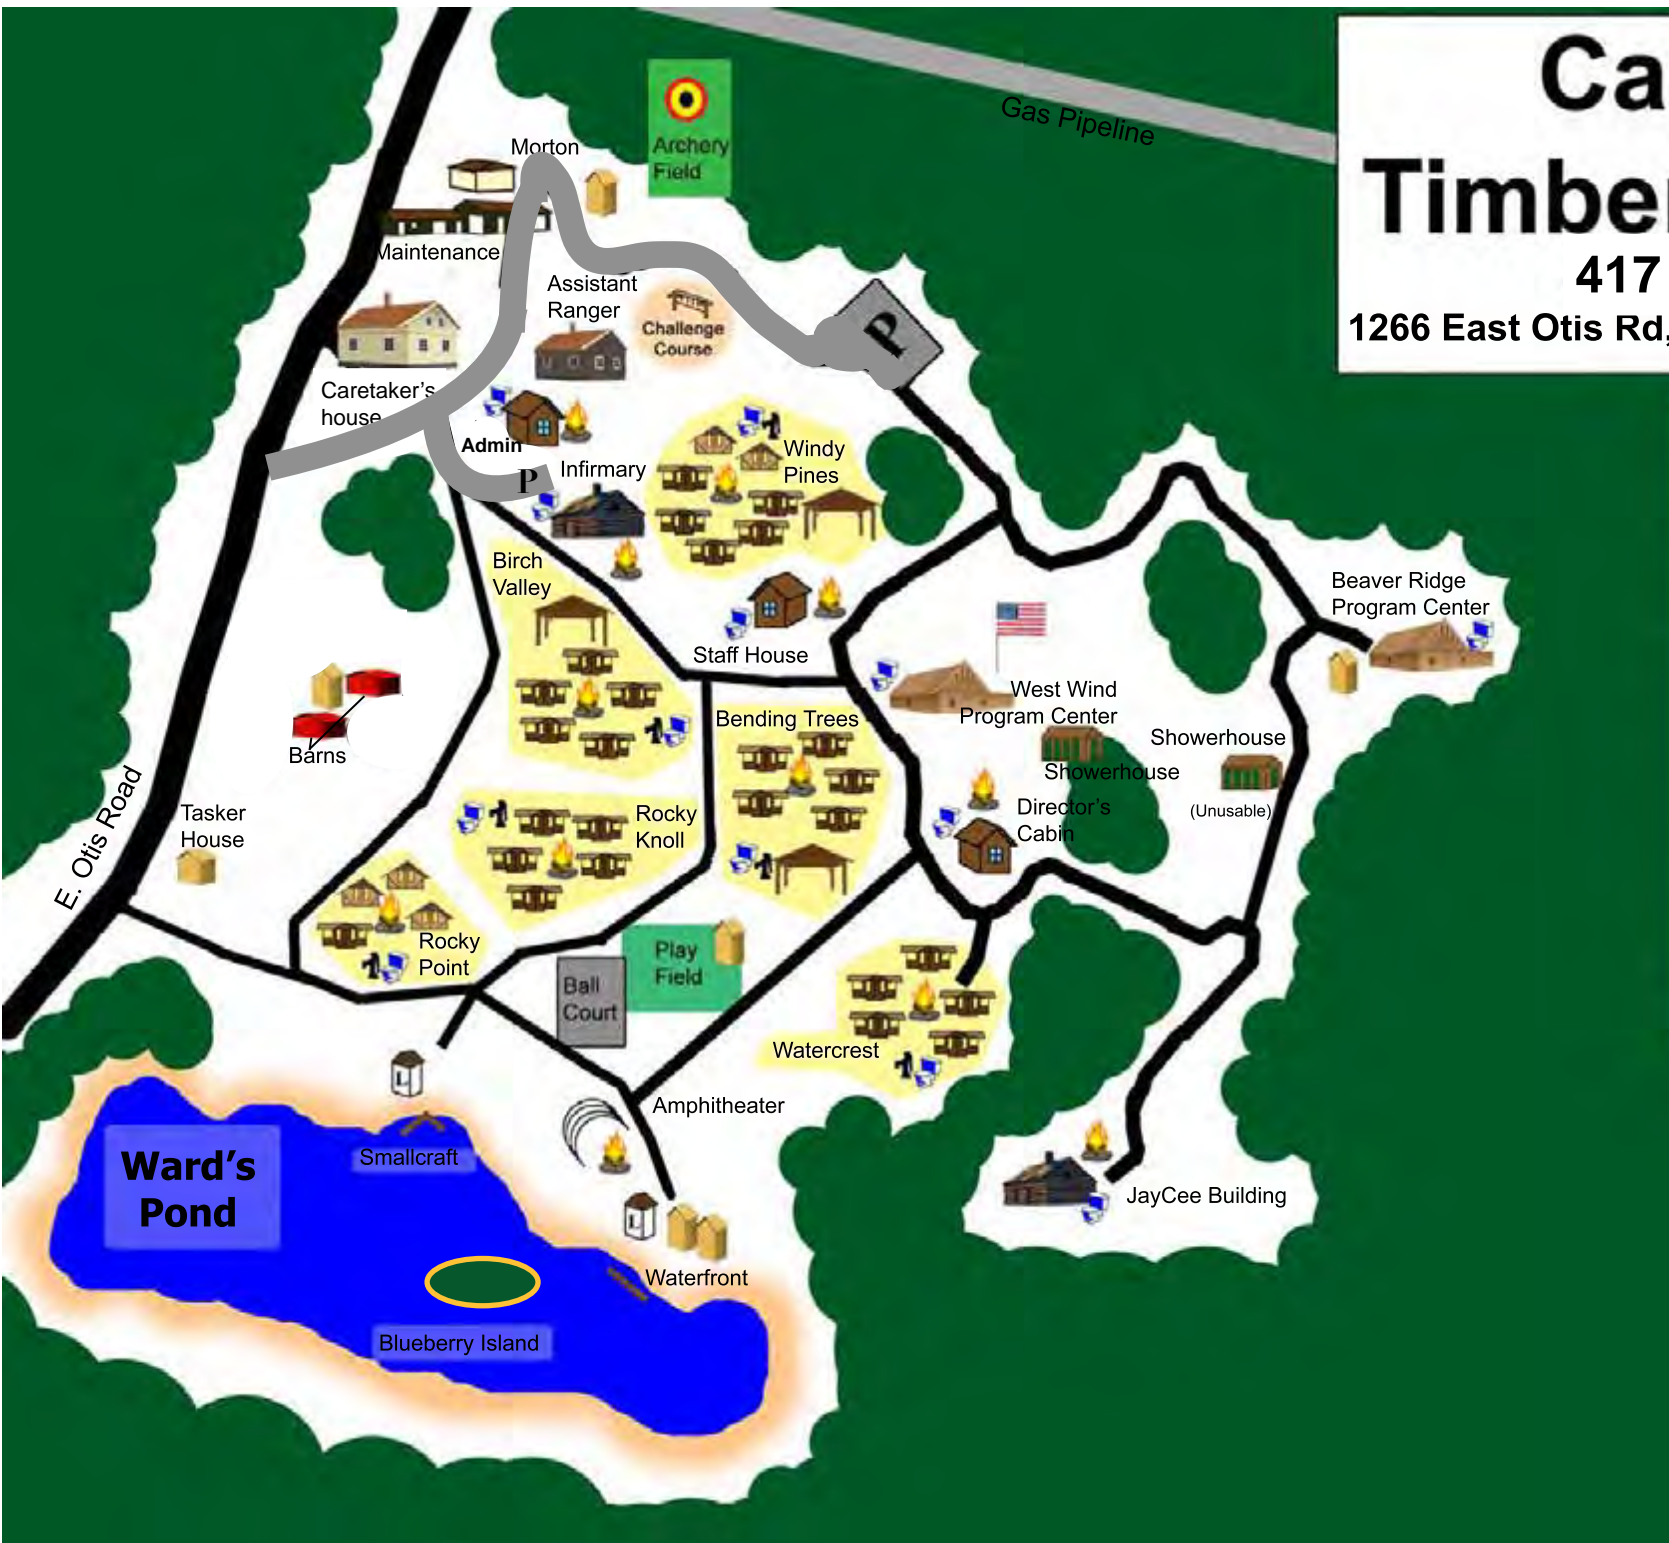 Ca
Timber
417
1266 East Otis Rd,
Gas Pipeline
Archery
Field
Morton
Maintenance
Assistant
Ranger
Challenge
Course
P
Caretaker's
house
Admin
P
Infirmary
Windy
Pines
Birch
Valley
Staff House
Beaver Ridge
Program Center
West Wind
Program Center
Bending Trees
Showerhouse
Showerhouse
(Unusable)
Barns
E. Otis Road
Tasker
House
Rocky
Knoll
Director's
Cabin
Rocky
Point
Play
Field
Ball
Court
Watercrest
Amphitheater
Smallcraft
Ward's
Pond
JayCee Building
Waterfront
Blueberry Island